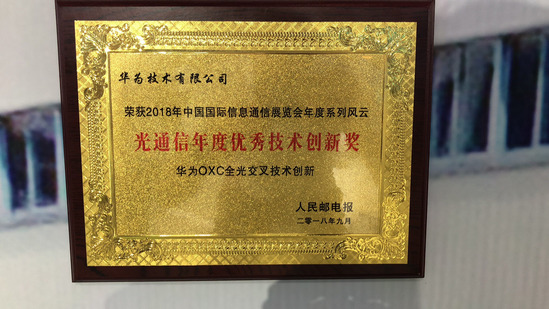 华为技术有限公司
荣获2018年中国国际信息通信展览会年度系列风云
光通信年度优秀技术创新奖
华为OXC全光交叉技术创新
人民邮电报
二零一八年九月